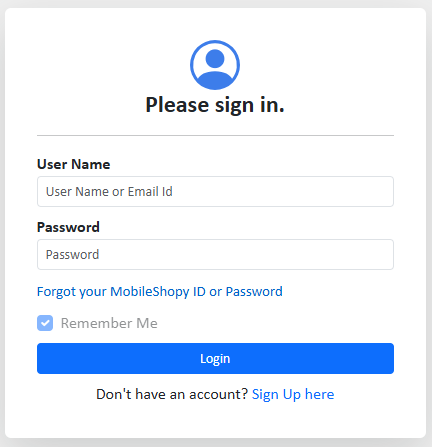 Please sign in.
User Name
User Name or Email Id
Password
Password
Forgot your MobileShopy ID or Password
Remember Me
Login
Don't have an account? Sign Up here